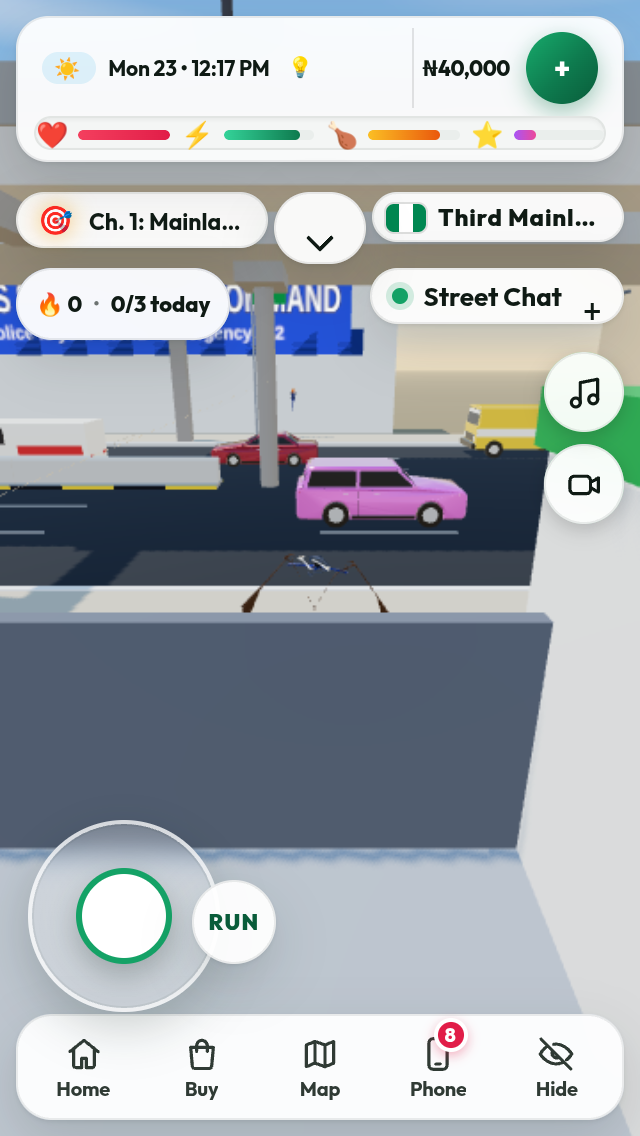 Mon 23 • 12:17 PM
₦40,000
+
Ch. 1: Mainla...
Third Mainl...
0 • 0/3 today
Street Chat
+
AND
RUN
8
Home
Buy
Map
Phone
Hide